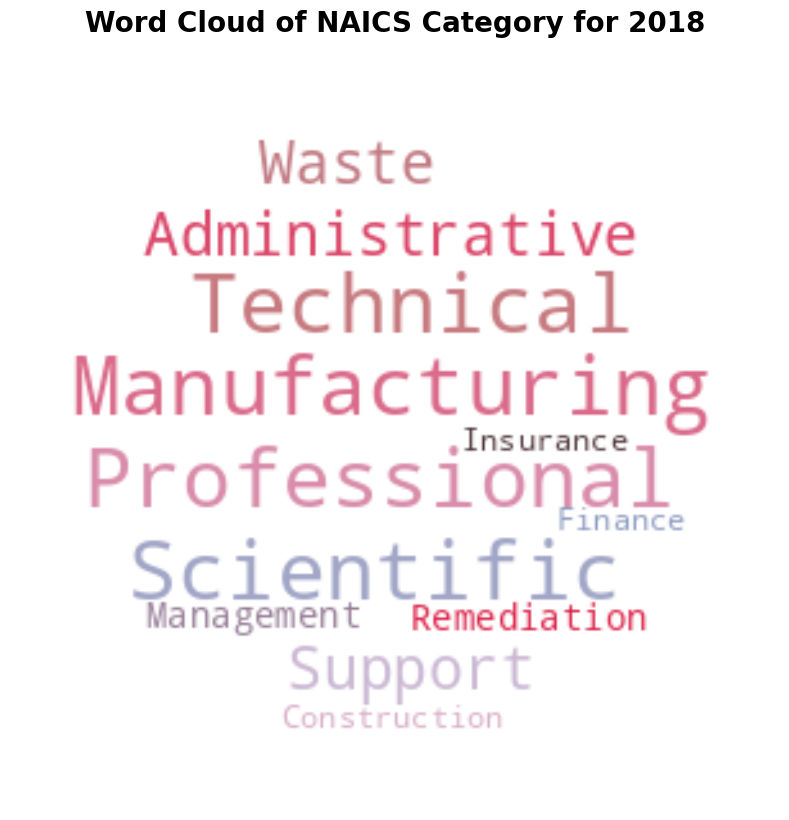 Word Cloud of NAICS Category for 2018
Waste
Administrative
Technical
Manufacturing
Insurance
Professional
Finance
Scientific
Management Remediation
Support
Construction